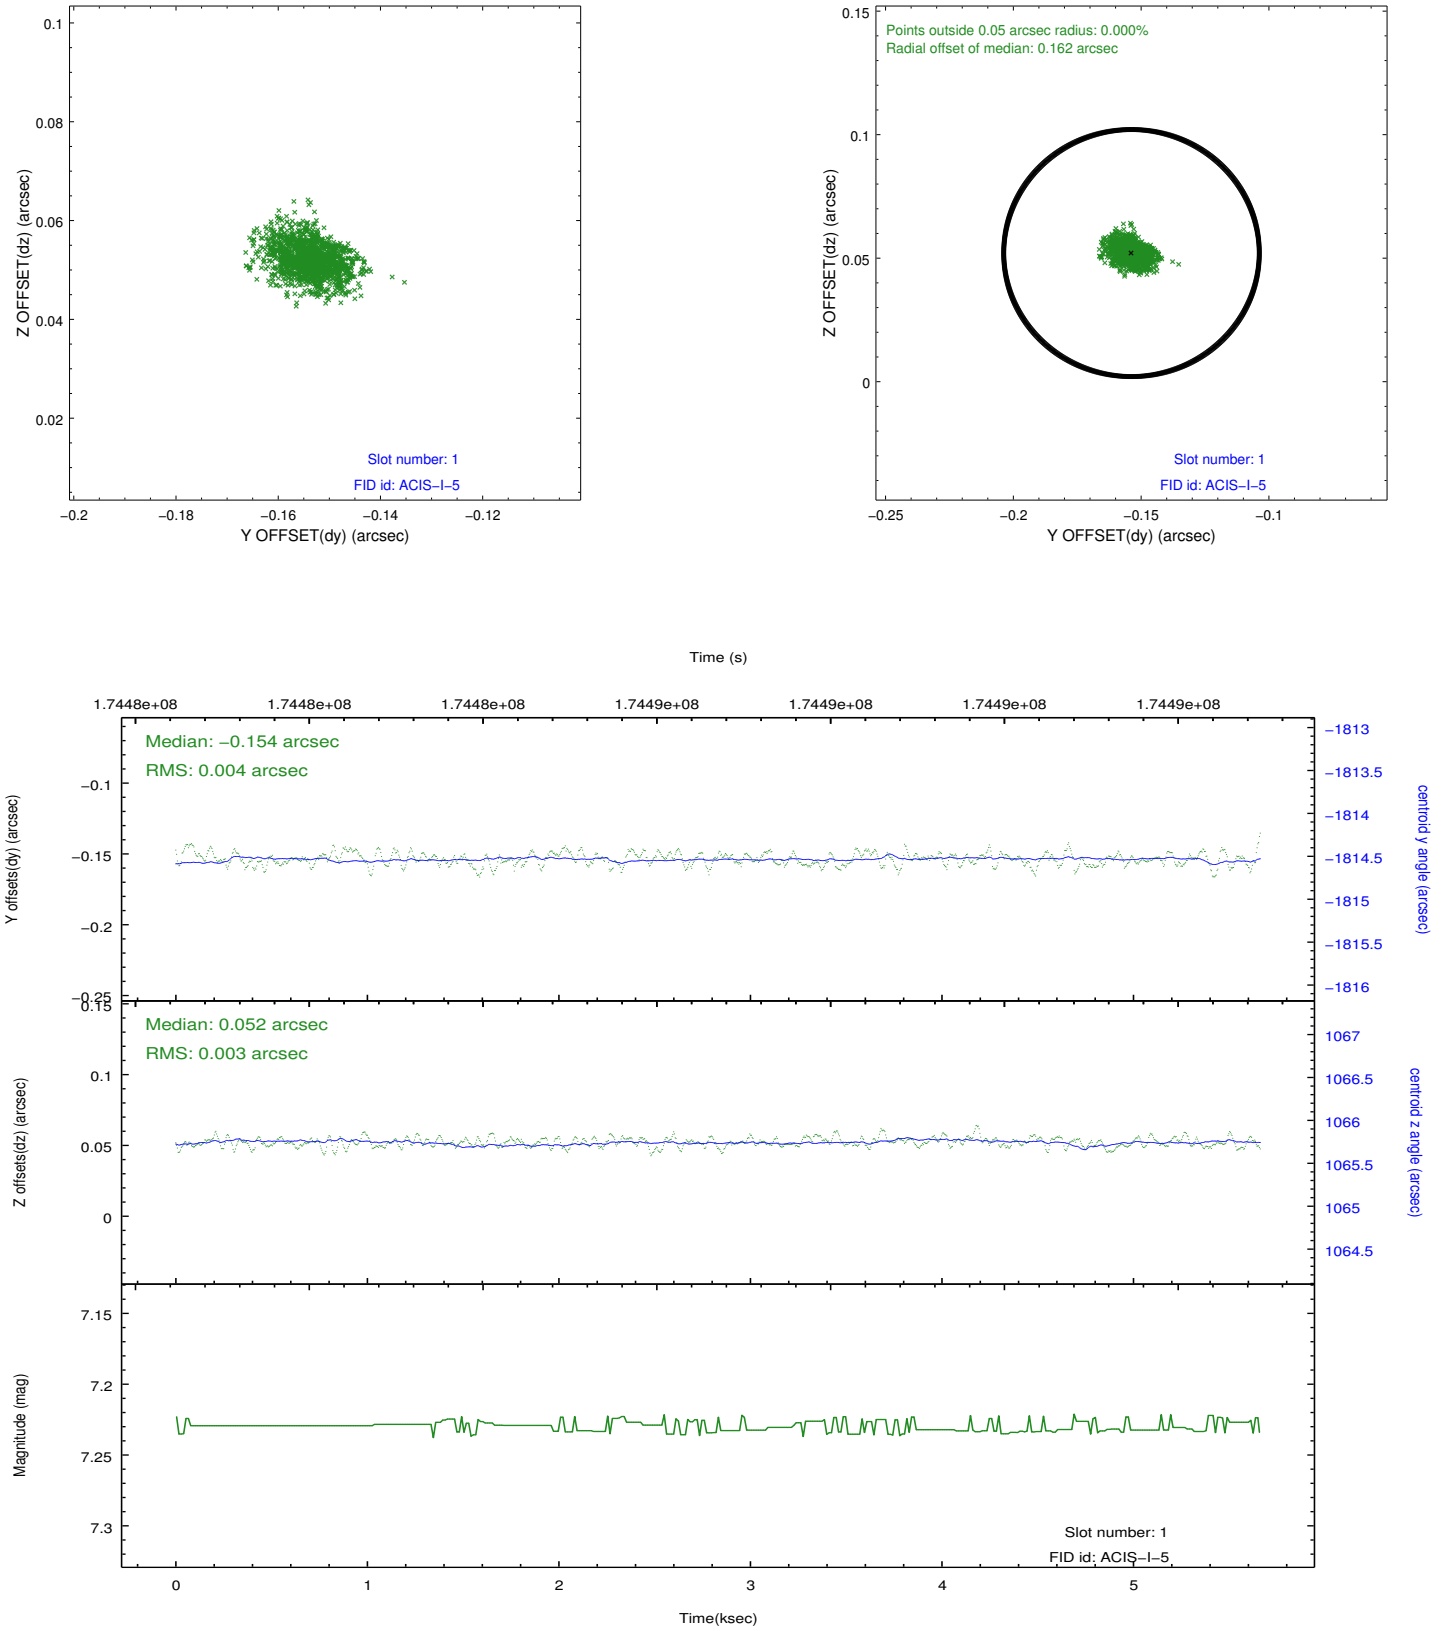 0.1
0.08
0.06
0.04
0.02
Z OFFSET(dz) (arcsec)
Slot number: 1
FID id: ACIS−I−5
−0.2
−0.18
−0.16
−0.14
−0.12
Y OFFSET(dy) (arcsec)
Points outside 0.05 arcsec radius: 0.000%
Radial offset of median: 0.162 arcsec
0.15
0.1
0.05
0
Z OFFSET(dz) (arcsec)
Slot number: 1
FID id: ACIS−I−5
−0.25
−0.2
−0.15
−0.1
Y OFFSET(dy) (arcsec)
Time (s)
1.7448e+08
1.7448e+08
1.7448e+08
1.7449e+08
1.7449e+08
1.7449e+08
1.7449e+08
Median: −0.154 arcsec
RMS: 0.004 arcsec
−0.1
−0.15
−0.2
−0.25
Y offsets(dy) (arcsec)
−1813
−1813.5
−1814
−1814.5
−1815
−1815.5
−1816
centroid y angle (arcsec)
Median: 0.052 arcsec
RMS: 0.003 arcsec
0.15
0.1
0.05
0
Z offsets(dz) (arcsec)
1067
1066.5
1066
1065.5
1065
1064.5
centroid z angle (arcsec)
7.15
7.2
7.25
7.3
Magnitude (mag)
Slot number: 1
FID id: ACIS−I−5
0
1
2
3
4
5
Time(ksec)